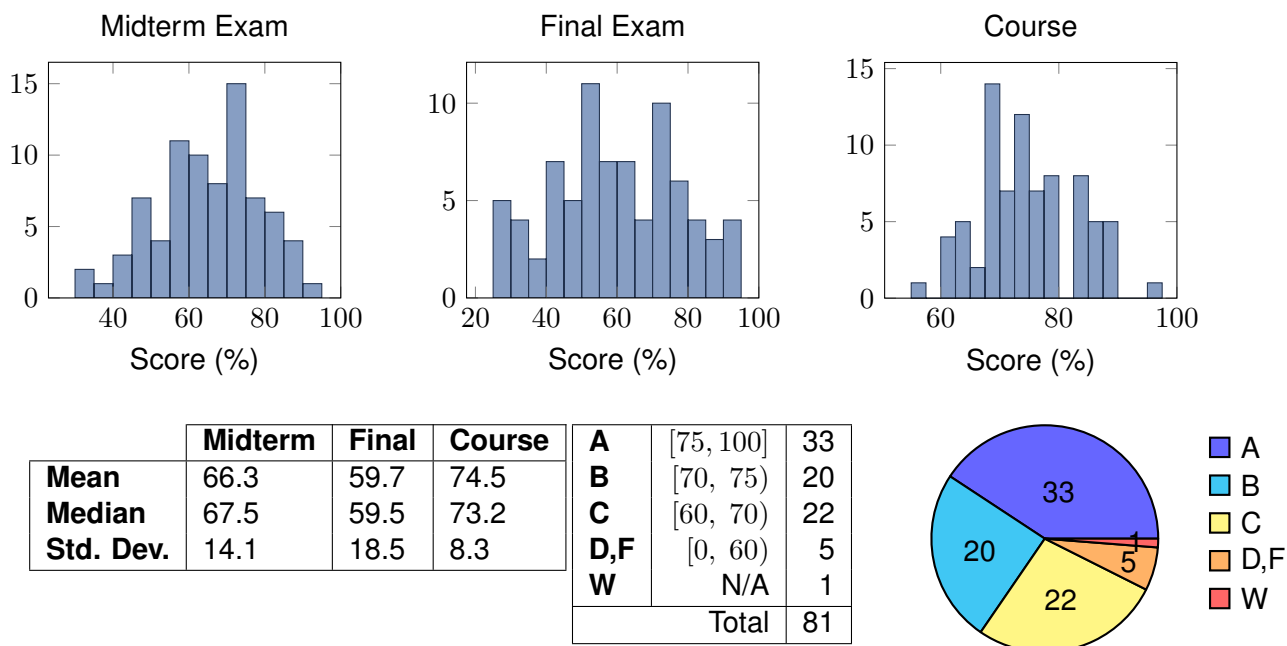 Midterm Exam
Final Exam
Course
15
10
5
0
40 60 80 100
Score (%)
10
5
0
20 40 60 80 100
Score (%)
15
10
5
0
60 80 100
Score (%)
Midterm Final Course
Mean 66.3 59.7 74.5
Median 67.5 59.5 73.2
Std. Dev. 14.1 18.5 8.3
A [75, 100] 33
B [70, 75) 20
C [60, 70) 22
D,F [0, 60) 5
W N/A 1
Total 81
33
20
22
5
1
A
B
C
D,F
W